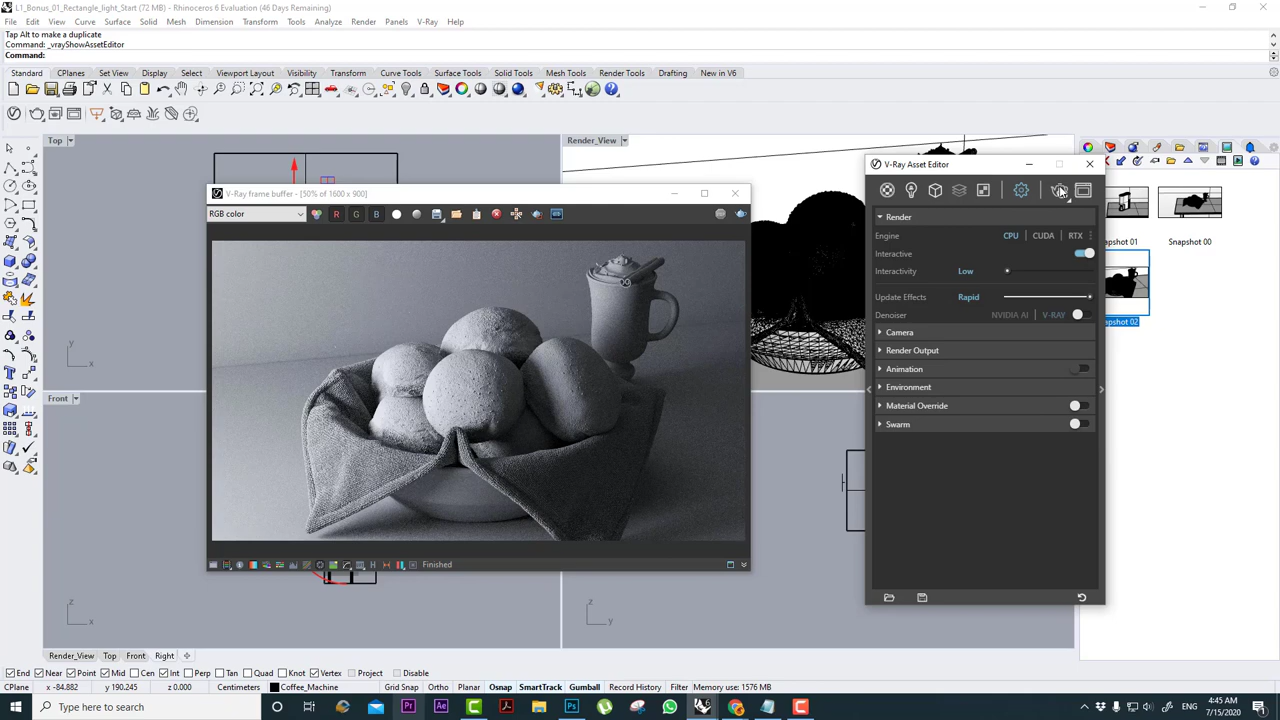 L1_Bonus_01_Rectangle_light_Start (72 MB) - Rhinoceros 6 Evaluation (46 Days Remaining)
File Edit View Curve Surface Solid Mesh Dimension Transform Tools Analyze Render Panels V-Ray Help
Tap Alt to make a duplicate
Command: _vrayShowAssetEditor
Command:
Standard CPlanes Set View Display Select Viewport Layout Visibility Transform Curve Tools Surface Tools Solid Tools Mesh Tools Render Tools Drafting New in V6
Top
Render_View
V-Ray Asset Editor
V-Ray frame buffer - [50% of 1600 x 900]
RGB color
R G B
Render
Engine CPU CUDA RTX
Interactive
Interactivity Low
Update Effects Rapid
Denoiser NVIDIA AI V-RAY
Camera
Render Output
Animation
Environment
Material Override
Swarm
Snapshot 01 Snapshot 00
apshot 02
y
x
Front
H
Finished
z
x
z
y
Render_View Top Front Right
End Near Point Mid Cen Int Perp Tan Quad Knot Vertex Project Disable
CPlane x -84.882 y 190.245 z 0.000 Centimeters Coffee_Machine Grid Snap Ortho Planar Osnap SmartTrack Gumball Record History Filter Memory use: 1576 MB
Type here to search
4:45 AM
7/15/2020